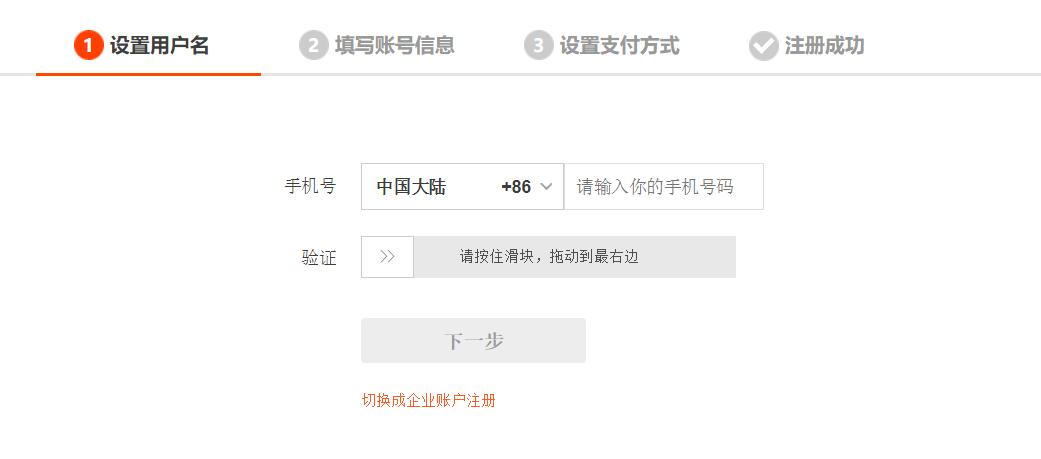 1 设置用户名 2 填写账号信息 3 设置支付方式 注册成功
手机号 中国大陆 +86 请输入你的手机号码
验证 请按住滑块，拖动到最右边
下一步
切换成企业账户注册